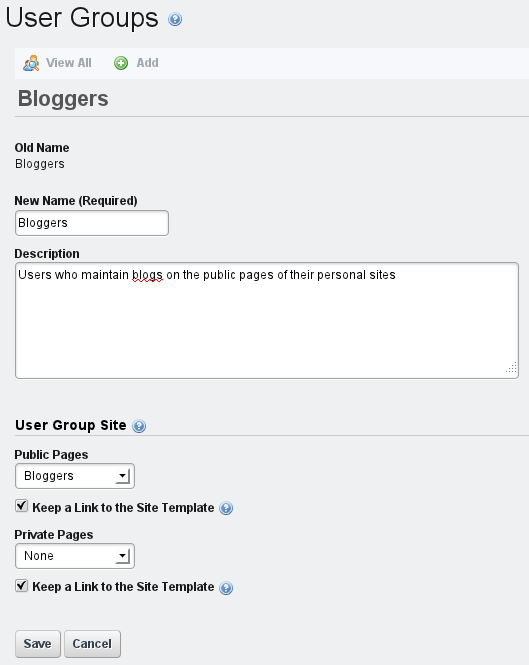 User Groups
View All Add
Bloggers
Old Name
Bloggers
New Name (Required)
Bloggers
Description
Users who maintain blogs on the public pages of their personal sites
User Group Site
Public Pages
Bloggers
Keep a Link to the Site Template
Private Pages
None
Keep a Link to the Site Template
Save Cancel